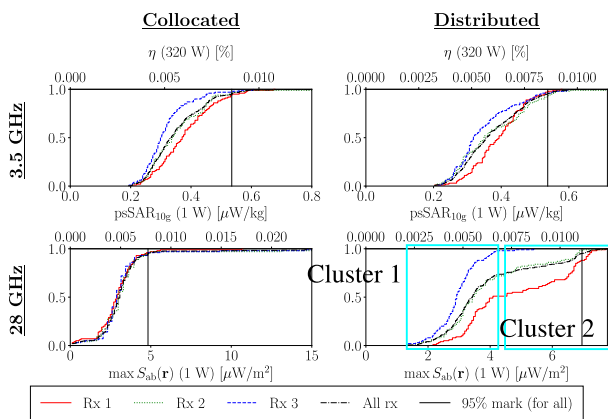 Collocated
Distributed
η (320 W) [%]
η (320 W) [%]
0.000 0.005 0.010
0.0000 0.0025 0.0050 0.0075 0.0100
3.5 GHz
1.0
0.5
0.0
0.0 0.2 0.4 0.6 0.8
psSAR10g (1 W) [μW/kg]
1.0
0.5
0.0
0.0 0.2 0.4 0.6
psSAR10g (1 W) [μW/kg]
0.000 0.005 0.010 0.015 0.020
0.0000 0.0025 0.0050 0.0075 0.0100
28 GHz
1.0
0.5
0.0
0 5 10 15
max Sab(r) (1 W) [μW/m²]
1.0
0.5
0.0
Cluster 1
Cluster 2
2 4 6
max Sab(r) (1 W) [μW/m²]
Rx 1 Rx 2 Rx 3 All rx 95% mark (for all)